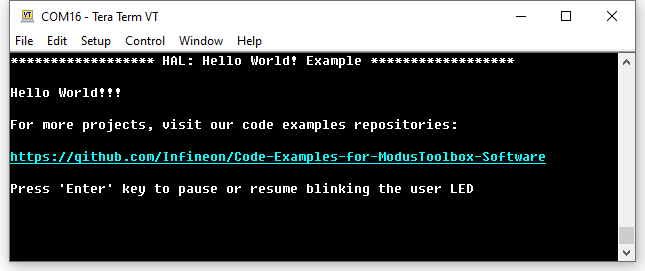 COM16 - Tera Term VT
File Edit Setup Control Window Help
****************** HAL: Hello World! Example ******************
Hello World!!!
For more projects, visit our code examples repositories:
https://github.com/Infineon/Code-Examples-for-ModusToolbox-Software
Press 'Enter' key to pause or resume blinking the user LED